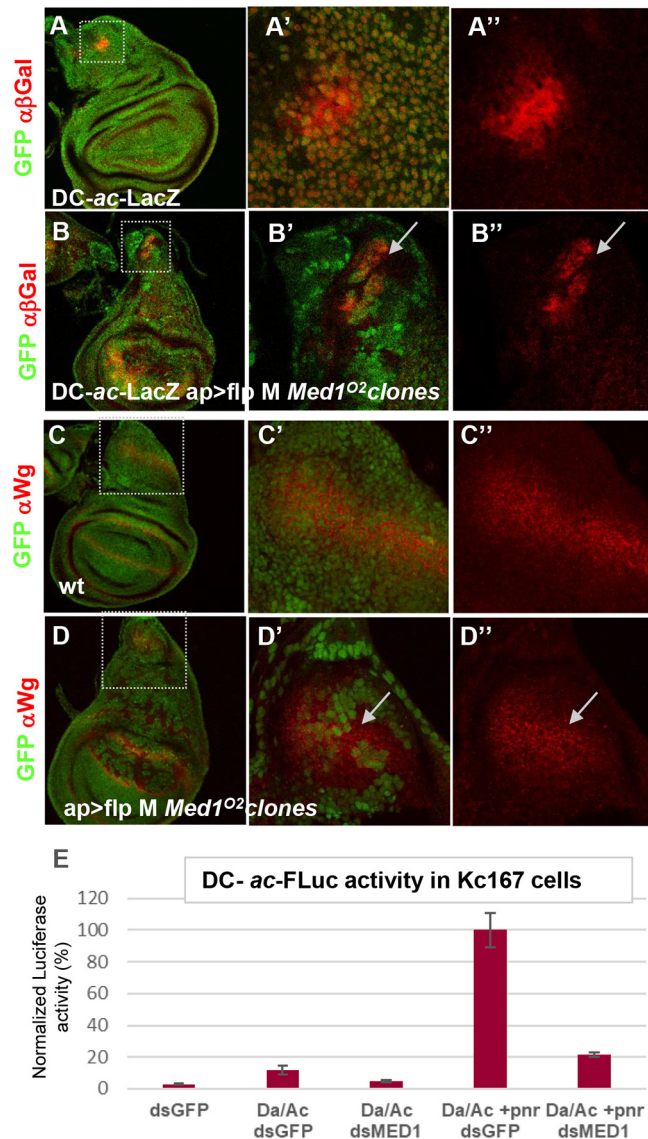 A
A'
A''
GFP αβGal
DC-ac-LacZ
B
B'
B''
GFP αβGal
DC-ac-LacZ ap>flp M Med1ᴼ²clones
C
C'
C''
GFP αWg
wt
D
D'
D''
GFP αWg
ap>flp M Med1ᴼ²clones
E
DC- ac-FLuc activity in Kc167 cells
Normalized Luciferase
activity (%)
120
100
80
60
40
20
0
dsGFP
Da/Ac
dsGFP
Da/Ac
dsMED1
Da/Ac +pnr
dsGFP
Da/Ac +pnr
dsMED1